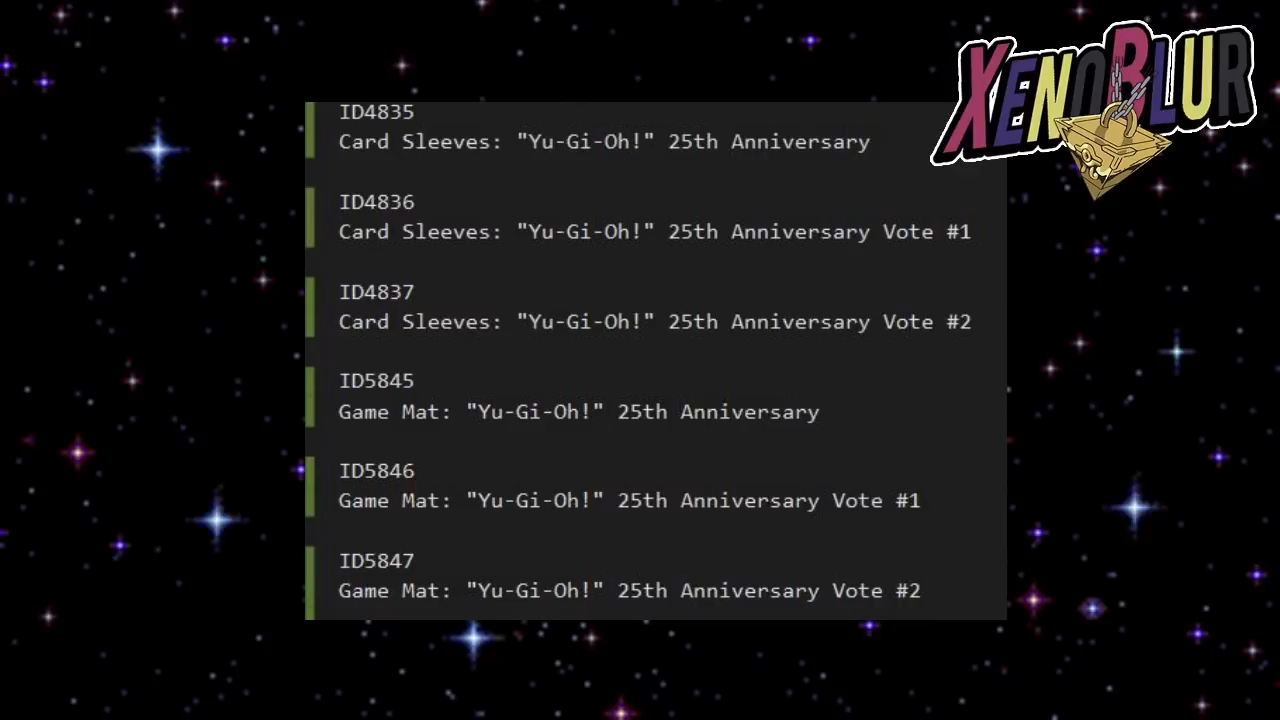 XENOBLUR
ID4835
Card Sleeves: "Yu-Gi-Oh!" 25th Anniversary
ID4836
Card Sleeves: "Yu-Gi-Oh!" 25th Anniversary Vote #1
ID4837
Card Sleeves: "Yu-Gi-Oh!" 25th Anniversary Vote #2
ID5845
Game Mat: "Yu-Gi-Oh!" 25th Anniversary
ID5846
Game Mat: "Yu-Gi-Oh!" 25th Anniversary Vote #1
ID5847
Game Mat: "Yu-Gi-Oh!" 25th Anniversary Vote #2